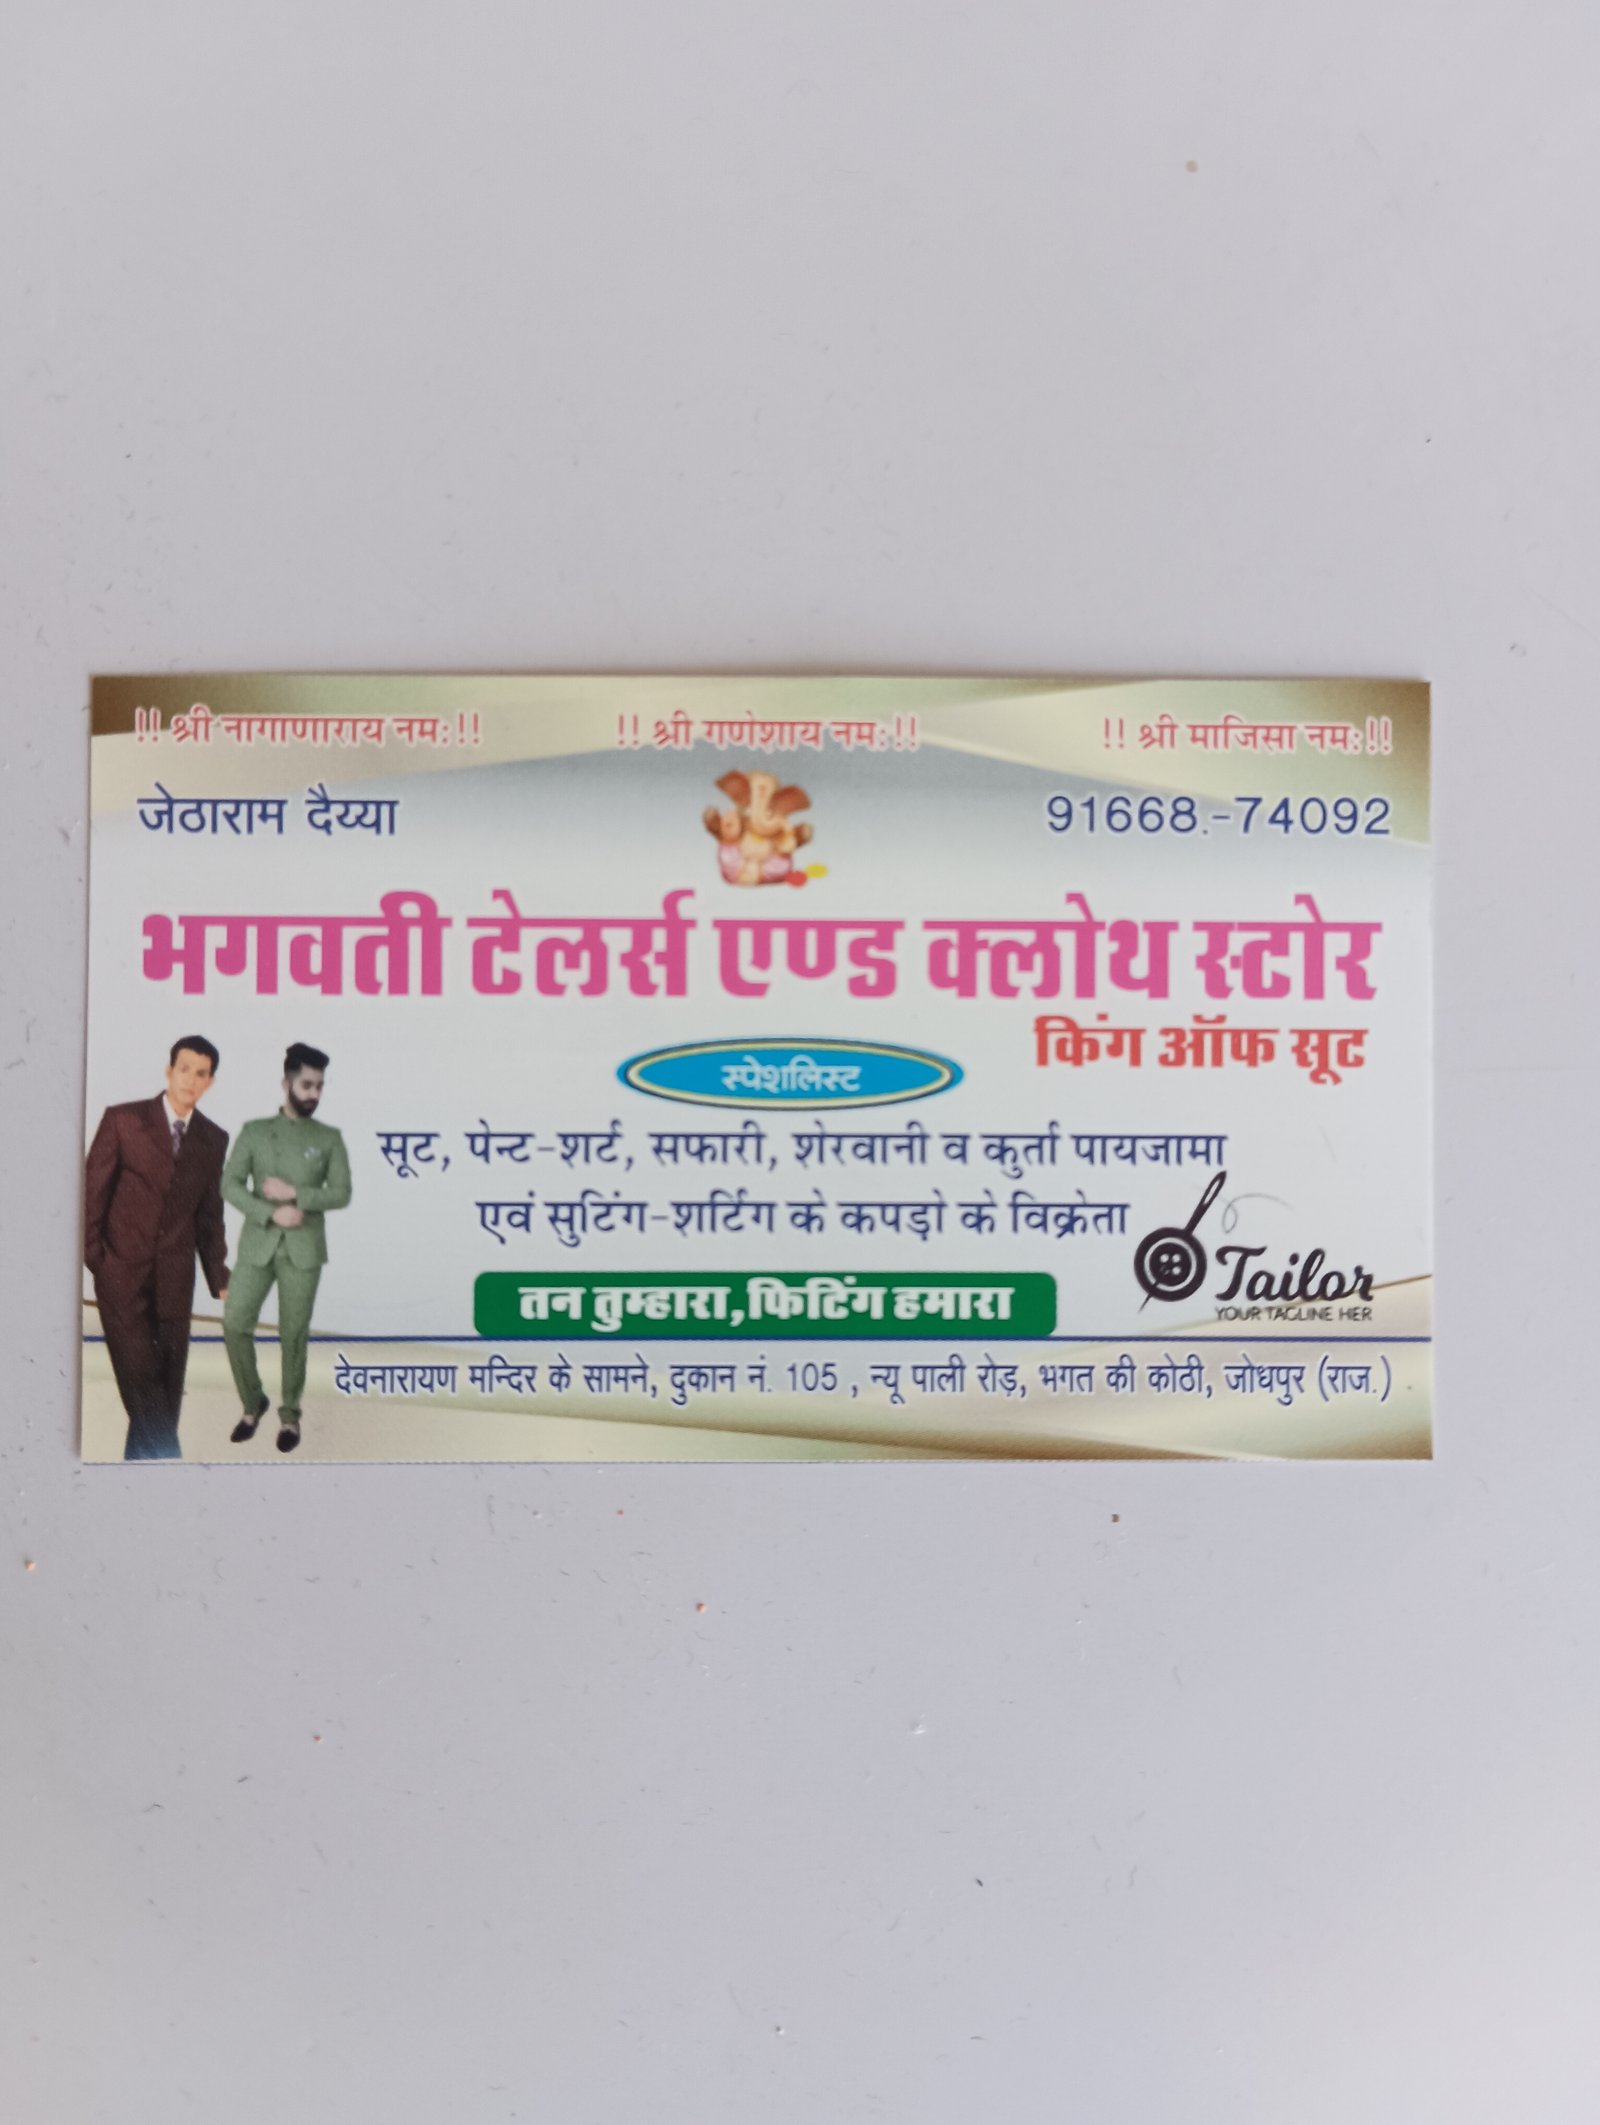 !! श्री नागाणाराय नमः!! !! श्री गणेशाय नमः!! !! श्री माजिसा नमः!!
जेठाराम दैय्या 91668.-74092
भगवती टेलर्स एण्ड क्लोथ स्टोर
किंग ऑफ सूट
स्पेशलिस्ट
सूट, पेन्ट-शर्ट, सफारी, शेरवानी व कुर्ता पायजामा
एवं सुटिंग-शर्टिंग के कपड़ो के विक्रेता
Tailor
YOUR TAGLINE HER
तन तुम्हारा,फिटिंग हमारा
देवनारायण मन्दिर के सामने, दुकान नं. 105 , न्यू पाली रोड़, भगत की कोठी, जोधपुर (राज.)